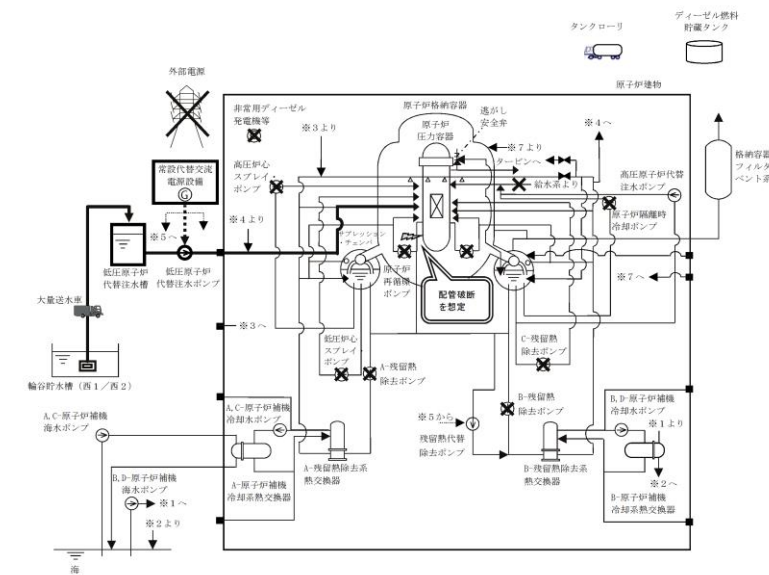 タンクローリ
ディーゼル燃料
貯蔵タンク
外部電源
原子炉建物
非常用ディーゼル
発電機等
原子炉格納容器
原子炉
圧力容器
逃がし
安全弁
※3より
※4へ
※7より
タービンへ
給水系より
高圧炉心
スプレイ・
ポンプ
常設代替交流
電源設備
G
高圧原子炉代替
注水ポンプ
格納容器
フィルタ
ベント系
原子炉隔離時
冷却ポンプ
※4より
※5へ
サプレッション
・チェンバ
低圧原子炉
代替注水槽
低圧原子炉
代替注水ポンプ
原子炉
再循環
ポンプ
配管破断
を想定
※7へ
大量送水車
※3へ
低圧炉心
スプレイ・
ポンプ
A-残留熱
除去ポンプ
C-残留熱
除去ポンプ
輪谷貯水槽（西1／西2）
B-残留熱
除去ポンプ
※5から
残留熱代替
除去ポンプ
A,C-原子炉補機
海水ポンプ
A,C-原子炉補機
冷却水ポンプ
B,D-原子炉補機
冷却水ポンプ
※1より
※2へ
A-残留熱除去系
熱交換器
B-残留熱除去系
熱交換器
A-原子炉補機
冷却系熱交換器
B-原子炉補機
冷却系熱交換器
B,D-原子炉補機
海水ポンプ
※1へ
※2より
海